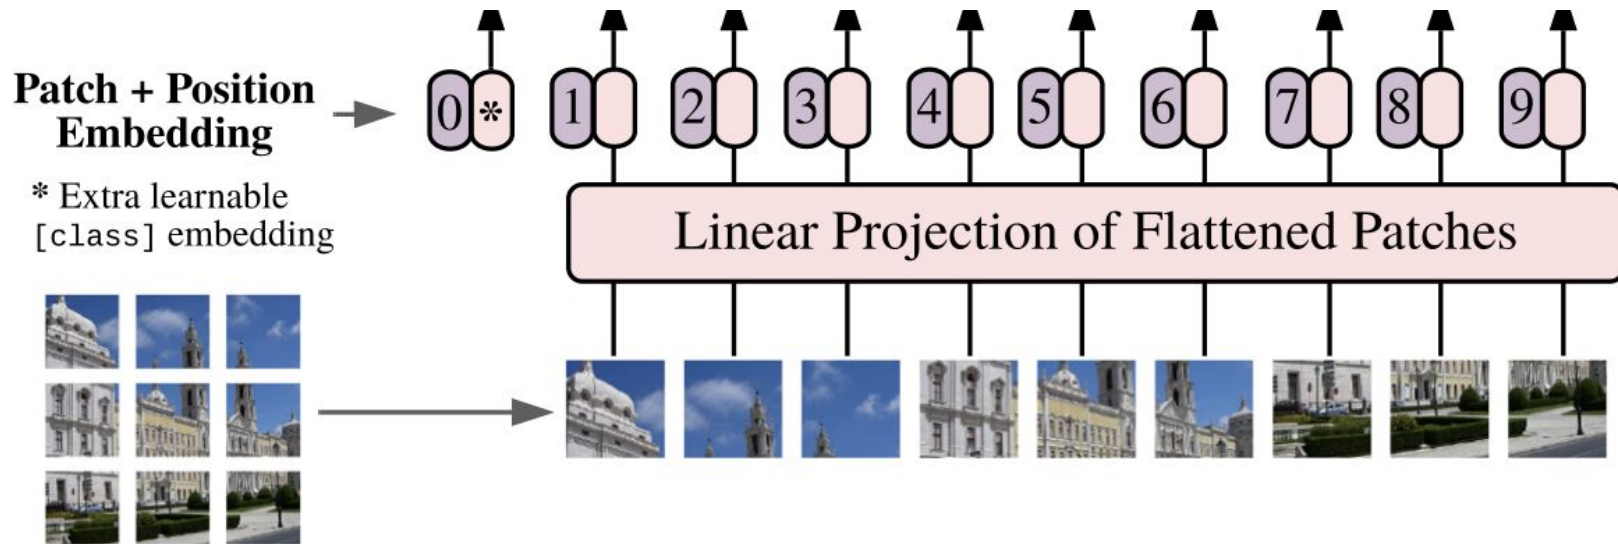 Patch + Position
Embedding
0 * 1 2 3 4 5 6 7 8 9
* Extra learnable
[class] embedding
Linear Projection of Flattened Patches